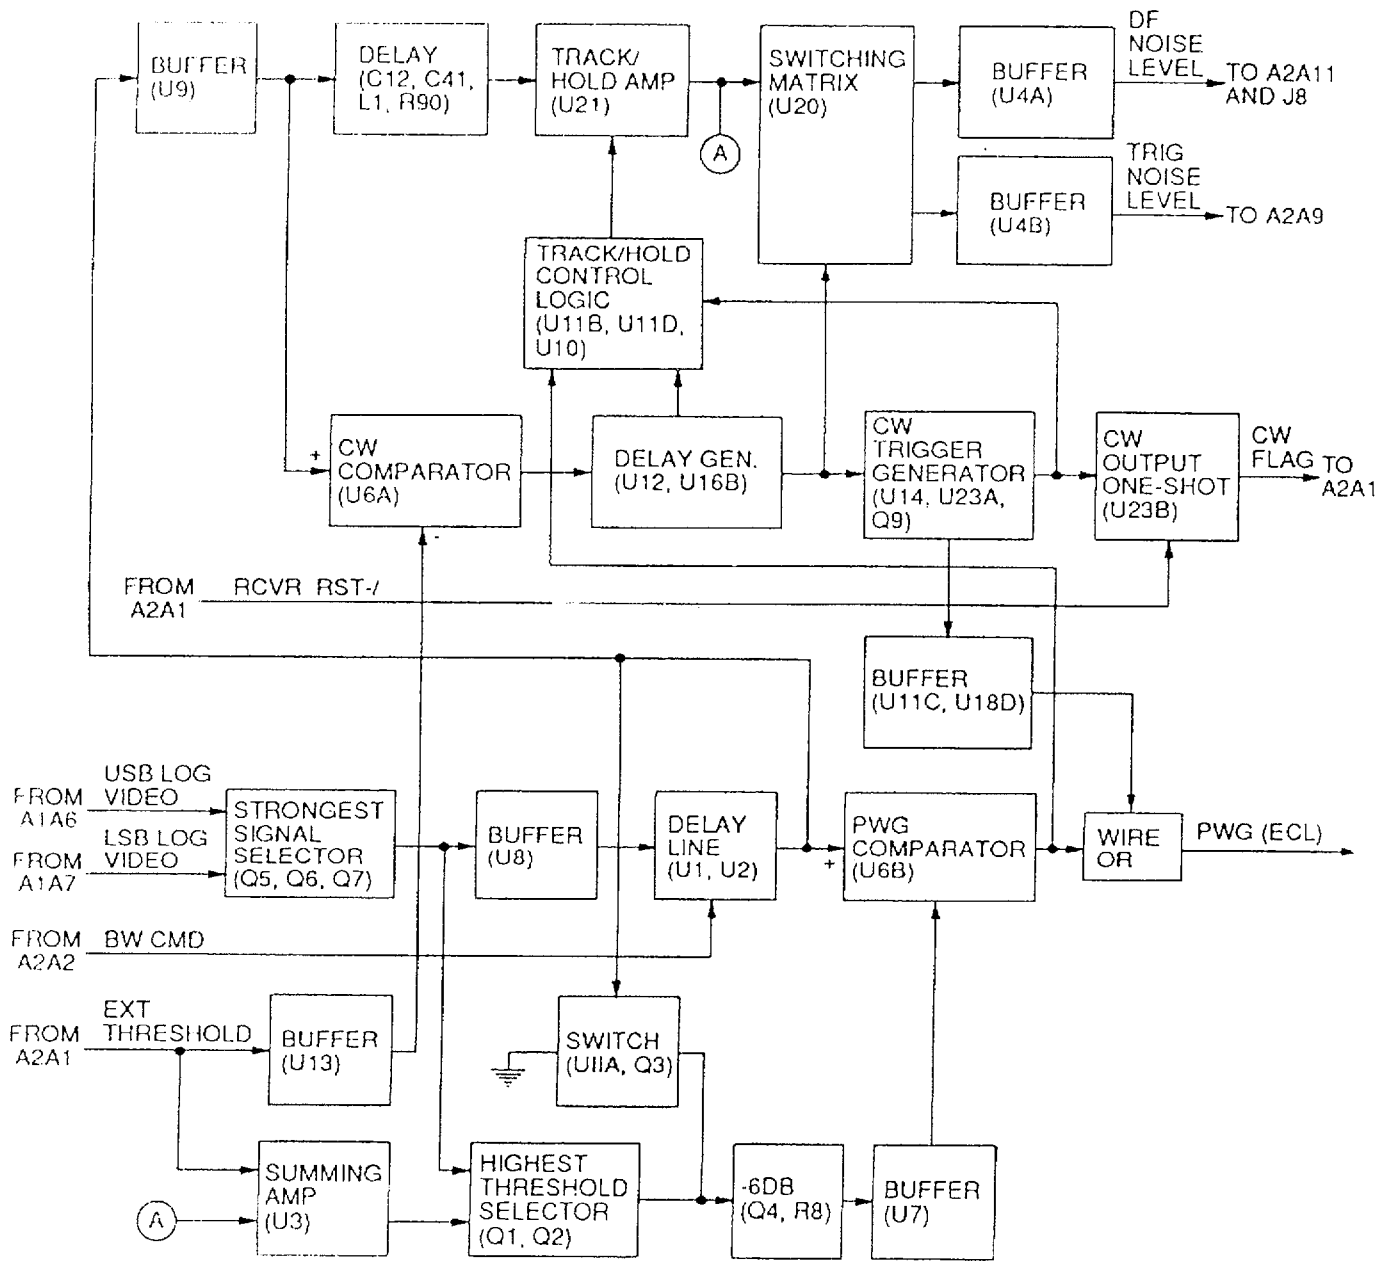 BUFFER
(U9)
DELAY
(C12, C41,
L1, R90)
TRACK/
HOLD AMP
(U21)
A
SWITCHING
MATRIX
(U20)
BUFFER
(U4A)
DF
NOISE
LEVEL
TO A2A11
AND J8
BUFFER
(U4B)
TRIG
NOISE
LEVEL
TO A2A9
TRACK/HOLD
CONTROL
LOGIC
(U11B, U11D,
U10)
+
CW
COMPARATOR
(U6A)
-
DELAY GEN.
(U12, U16B)
CW
TRIGGER
GENERATOR
(U14, U23A,
Q9)
CW
OUTPUT
ONE-SHOT
(U23B)
CW
FLAG
TO
A2A1
FROM
A2A1
RCVR RST-/
BUFFER
(U11C, U18D)
FROM
A1A6
USB LOG
VIDEO
FROM
A1A7
LSB LOG
VIDEO
STRONGEST
SIGNAL
SELECTOR
(Q5, Q6, Q7)
BUFFER
(U8)
DELAY
LINE
(U1, U2)
+
PWG
COMPARATOR
(U6B)
WIRE
OR
PWG (ECL)
FROM
A2A2
BW CMD
FROM
A2A1
EXT
THRESHOLD
BUFFER
(U13)
SWITCH
(UIIA, Q3)
A
SUMMING
AMP
(U3)
HIGHEST
THRESHOLD
SELECTOR
(Q1, Q2)
-6DB
(Q4, R8)
BUFFER
(U7)